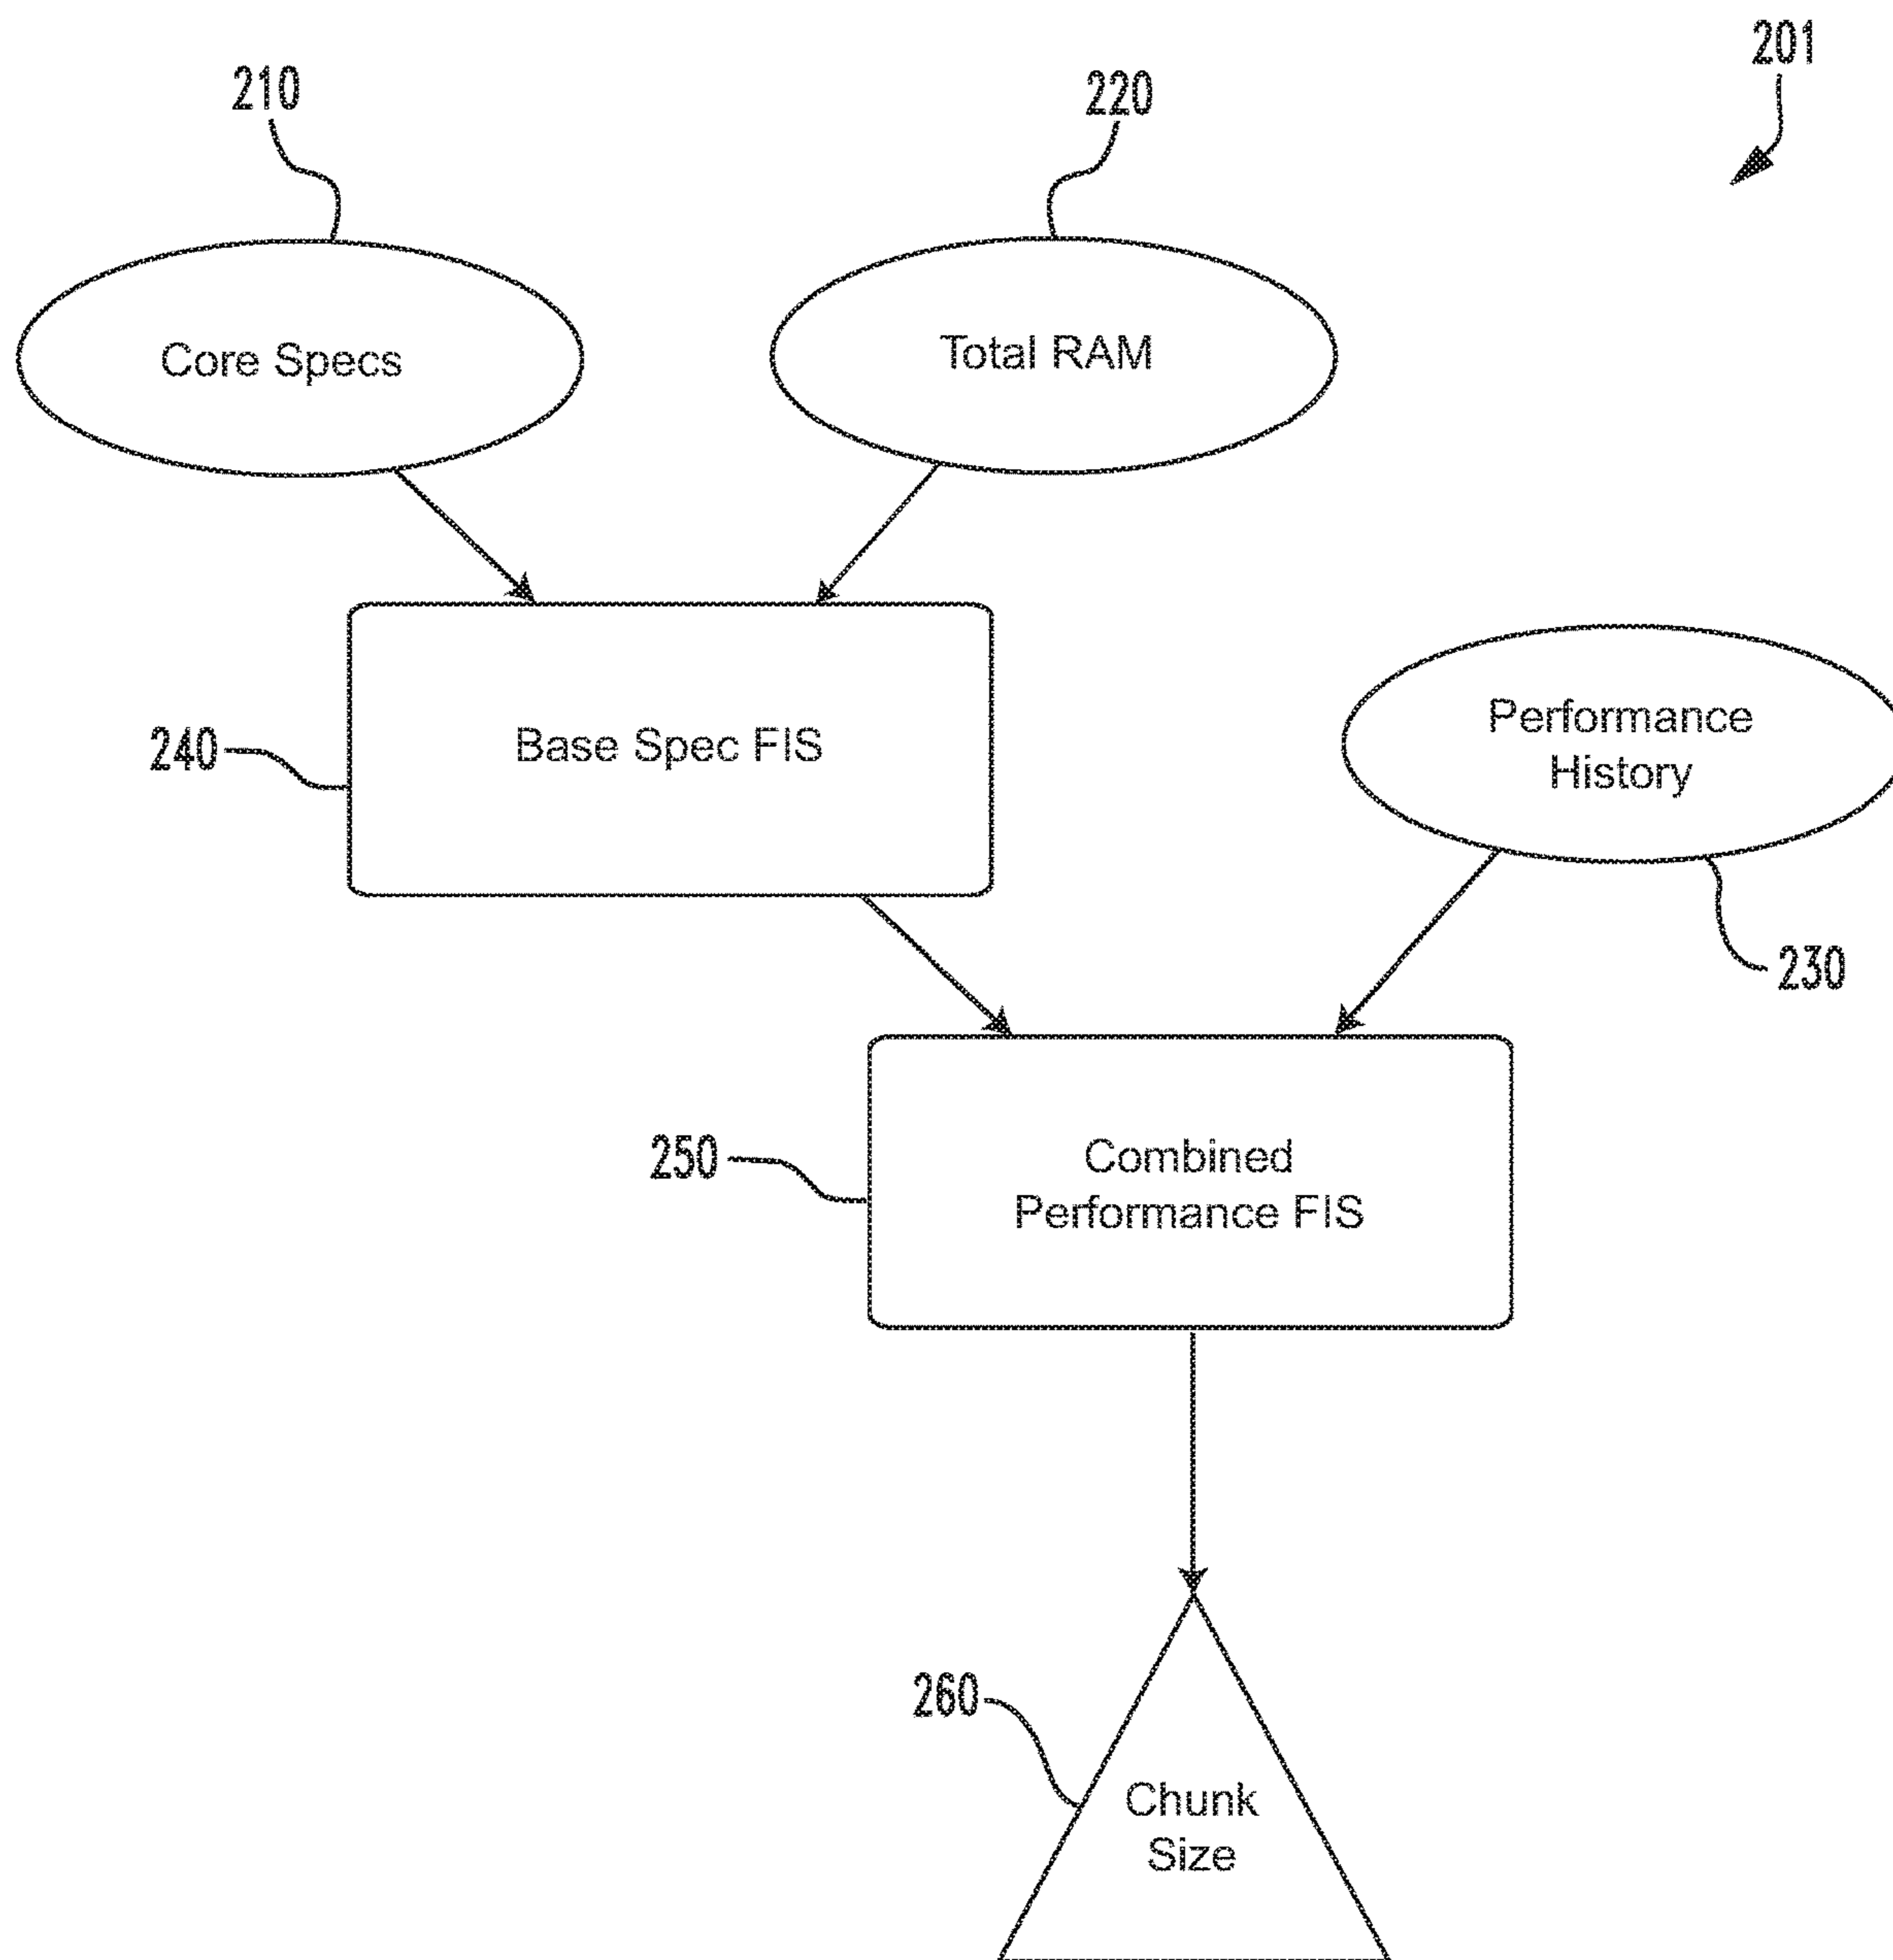 201
210
220
Core Specs
Total RAM
240
Base Spec FIS
Performance
History
230
250
Combined
Performance FIS
260
Chunk
Size